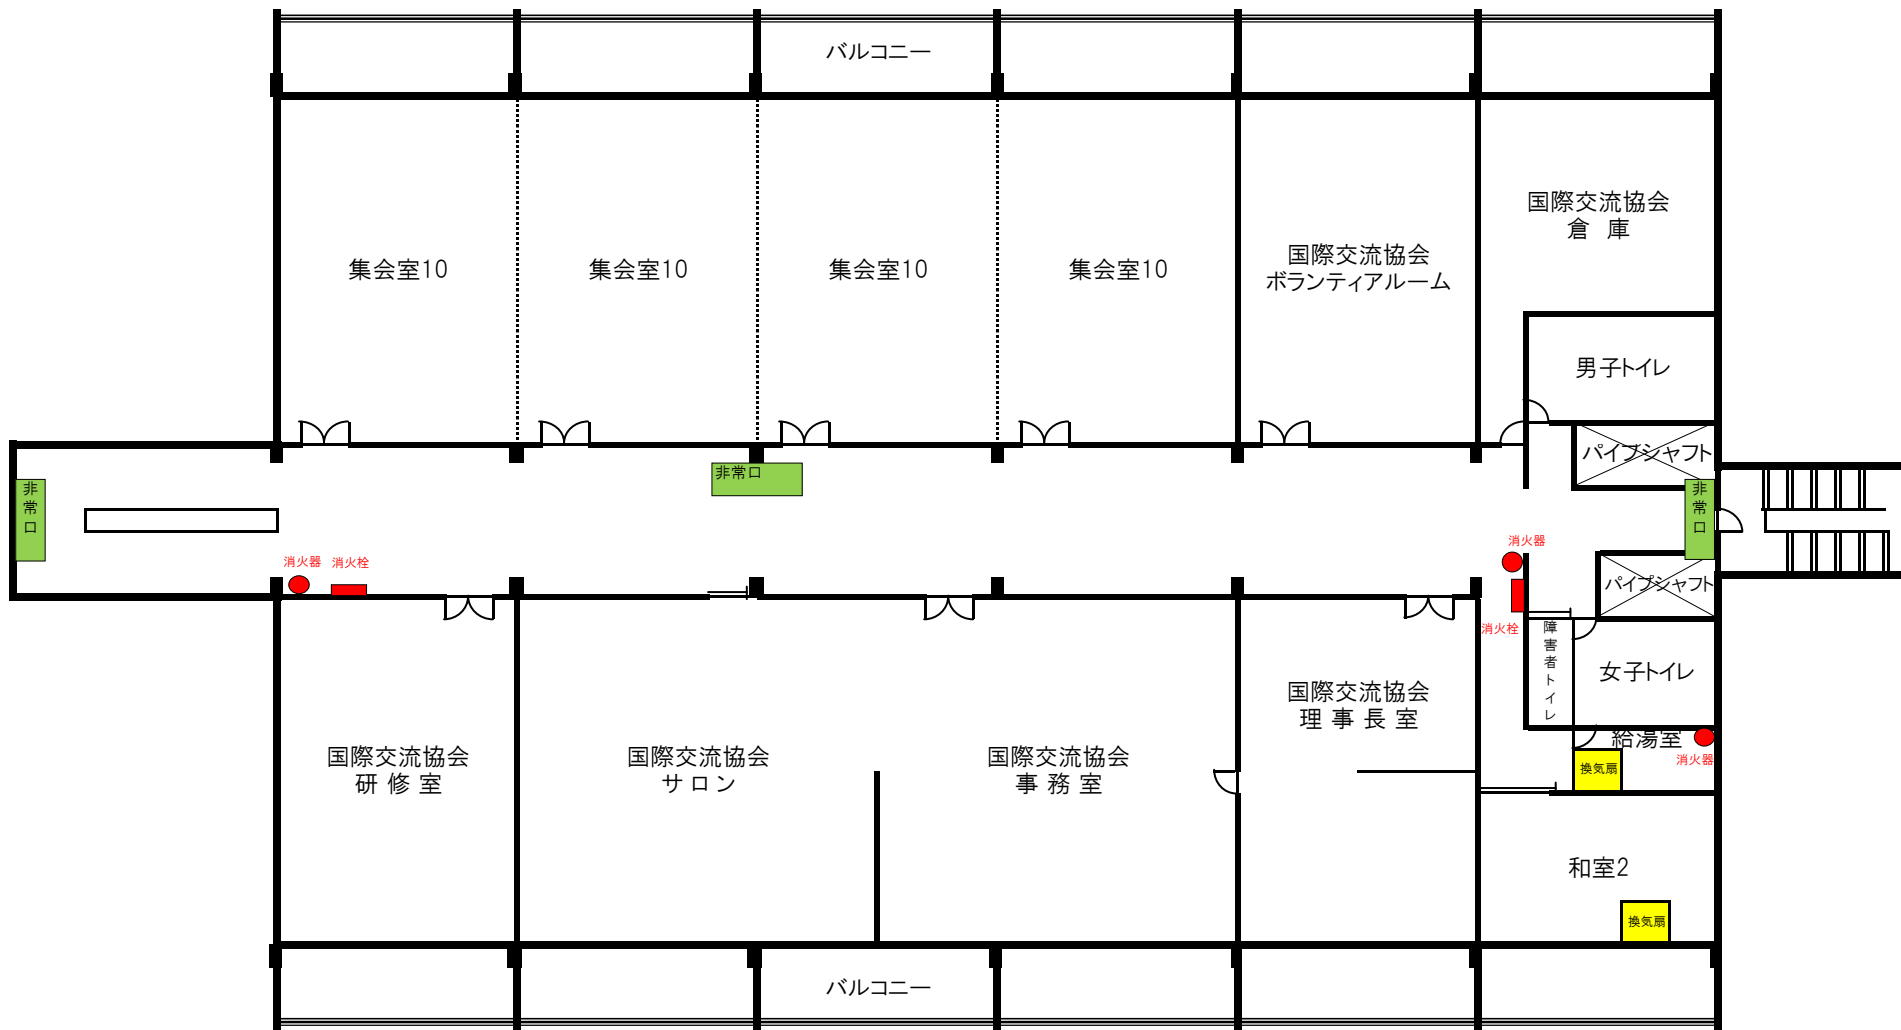 バルコニー
国際交流協会
倉 庫
国際交流協会
ボランティアルーム
集会室10
集会室10
集会室10
集会室10
男子トイレ
パイプシャフト
非常口
非常口
非常口
消火器
消火栓
消火器
消火栓
パイプシャフト
障害者トイレ
女子トイレ
国際交流協会
理 事 長 室
国際交流協会
研 修 室
国際交流協会
サ ロ ン
国際交流協会
事 務 室
給湯室
消火器
換気扇
和室2
換気扇
バルコニー